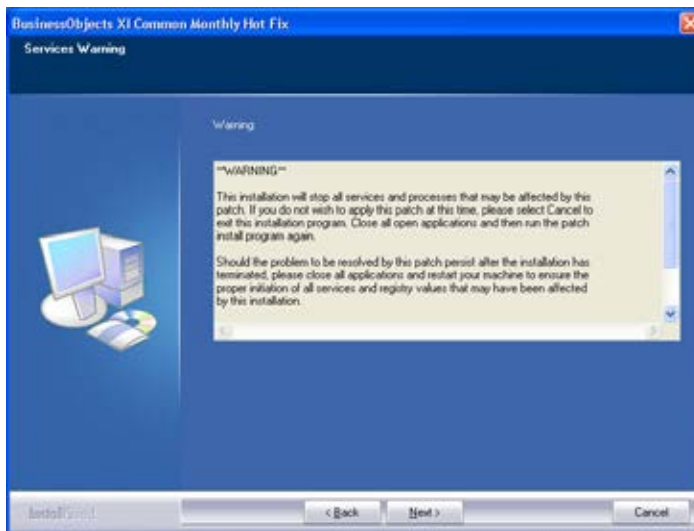 BusinessObjects XI Common Monthly Hot Fix
Services Warning
Warning:
**WARNING**
This installation will stop all services and processes that may be affected by this
patch. If you do not wish to apply this patch at this time, please select Cancel to
exit this installation program. Close all open applications and then run the patch
install program again.
Should the problem to be resolved by this patch persist after the installation has
terminated, please close all applications and restart your machine to ensure the
proper initiation of all services and registry values that may have been affected
by this installation.
InstallShield
< Back Next > Cancel